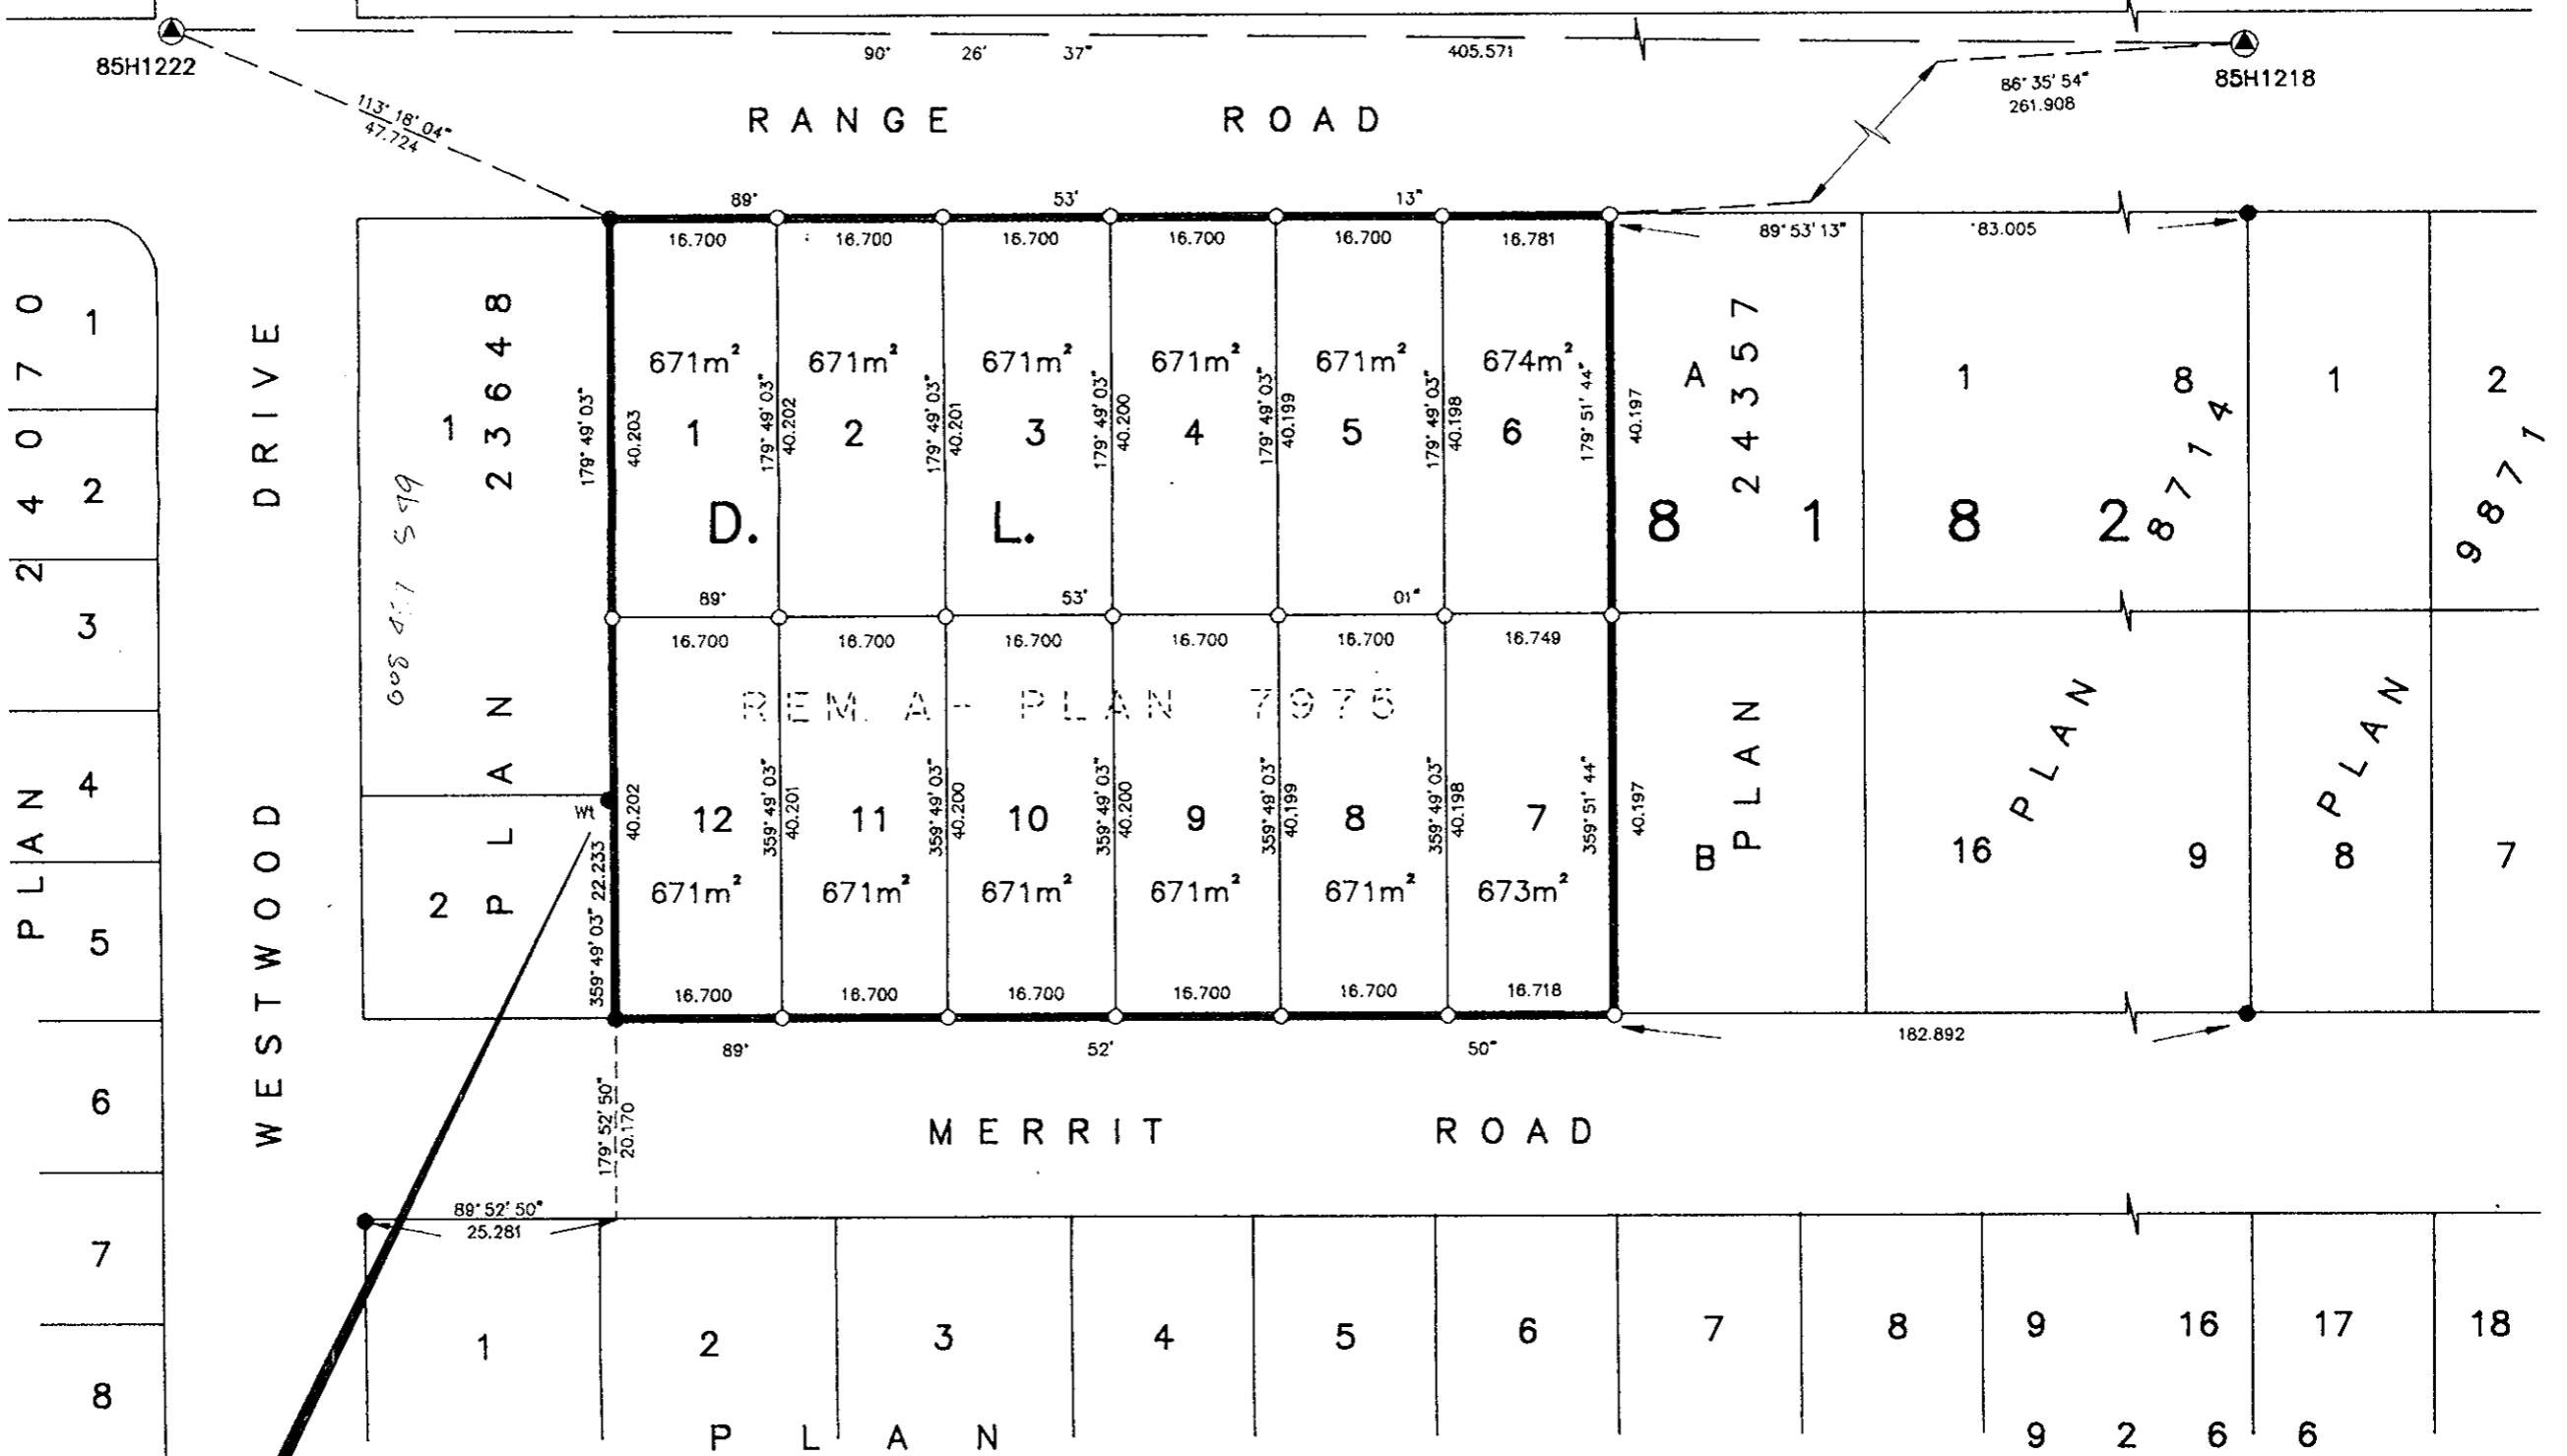 85H1222
90° 26' 37"
405.571
85H1218
86° 35' 54"
261.908
113° 18' 04"
47.724
RANGE ROAD
89° 53' 13"
16.700 16.700 16.700 16.700 16.700 16.781
89° 53' 13" 83.005
PLAN 24070
1
2
3
4
5
6
7
8
WESTWOOD DRIVE
1
2
PLAN 23648
179° 49' 03"
40.203
179° 49' 03"
40.202
179° 49' 03"
40.201
179° 49' 03"
40.200
179° 49' 03"
40.199
179° 49' 03"
40.198
179° 51' 44"
40.197
671m² 671m² 671m² 671m² 671m² 674m²
1 2 3 4 5 6
D. L. 8 1 8 2
A
B
PLAN 24357
1 8
16 9
PLAN 8714
1 2
8 7
PLAN 9871
89° 53' 01"
16.700 16.700 16.700 16.700 16.700 16.749
REM. A - PLAN 7975
Wt
359° 49' 03" 22.233
40.202
359° 49' 03"
40.201
359° 49' 03"
40.200
359° 49' 03"
40.200
359° 49' 03"
40.199
359° 49' 03"
40.198
359° 51' 44"
40.197
12 11 10 9 8 7
671m² 671m² 671m² 671m² 671m² 673m²
16.700 16.700 16.700 16.700 16.700 16.718
89° 52' 50"
182.892
179° 52' 50"
20.170
MERRIT ROAD
89° 52' 50"
25.281
1 2 3 4 5 6 7 8 9 16 17 18
PLAN 9266